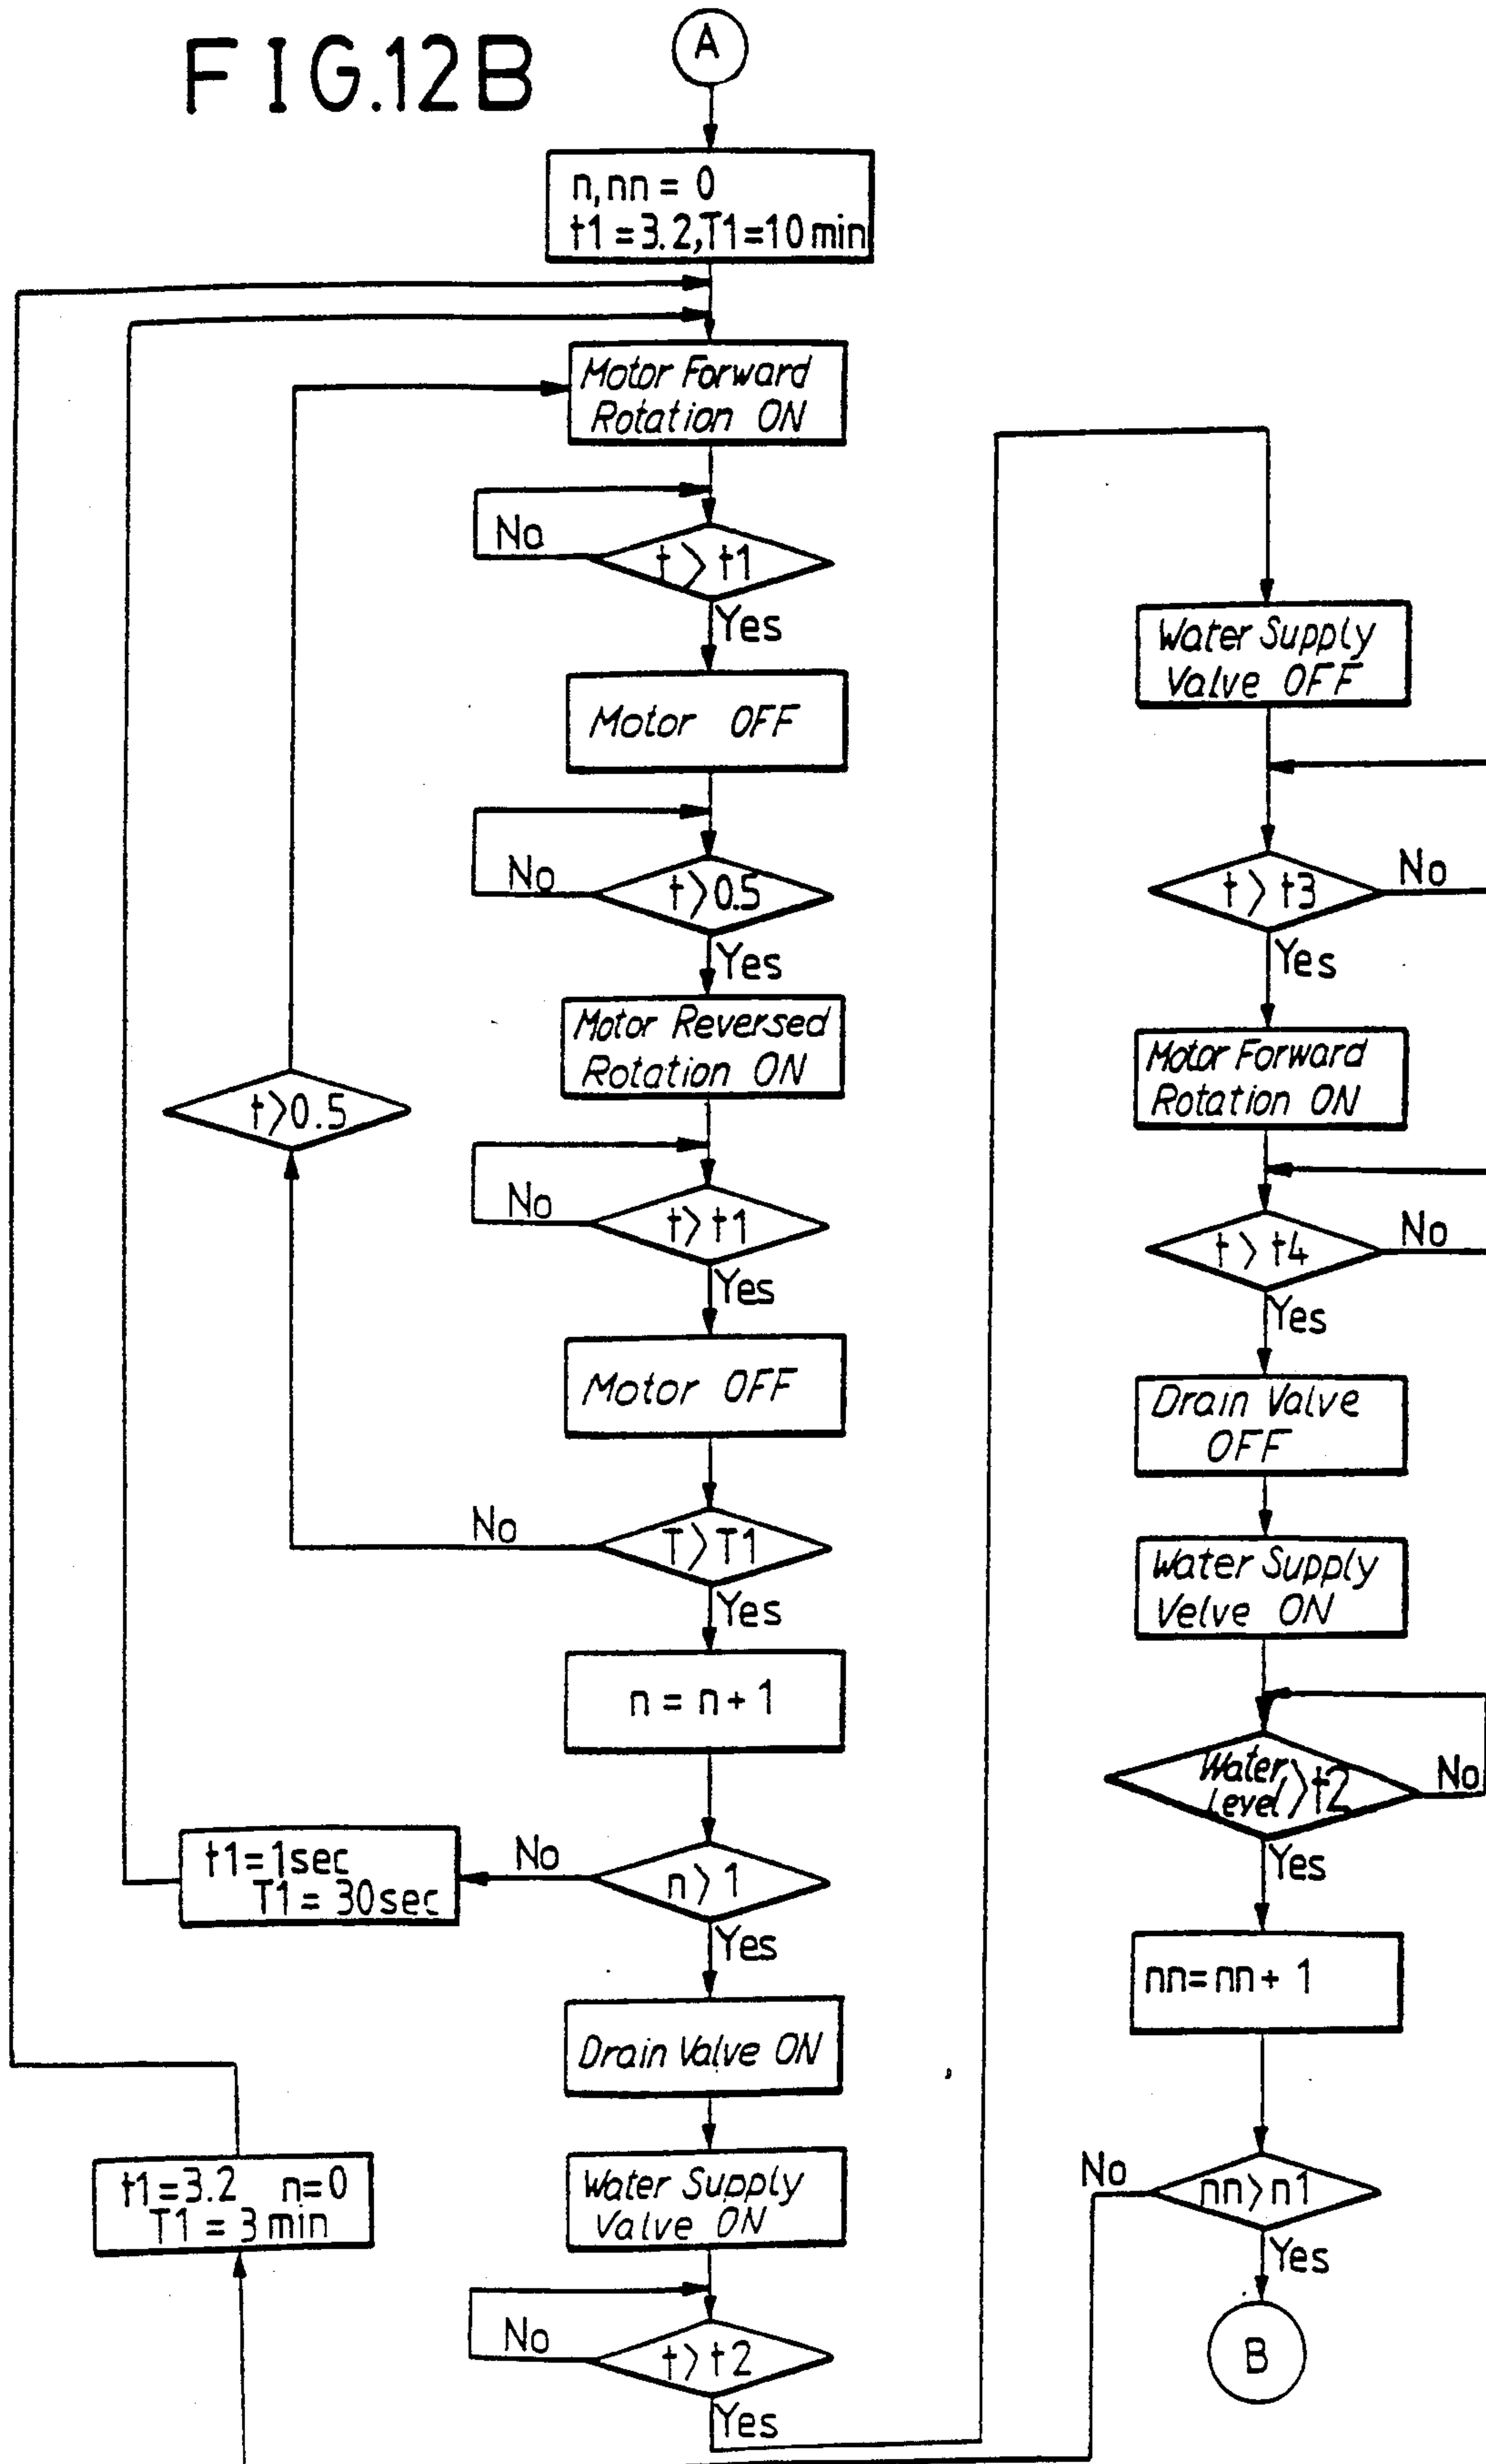 FIG.12B
A
n,nn = 0
t1 = 3.2,T1=10 min
Motor Forward
Rotation ON
No
t > t1
Yes
Motor OFF
No
t>0.5
Yes
Motor Reversed
Rotation ON
t>0.5
No
t> t1
Yes
Motor OFF
No
T>T1
Yes
n = n + 1
t1=1sec
T1 = 30sec
No
n> 1
Yes
Drain Valve ON
t1=3.2 n=0
T1 = 3 min
Water Supply
Valve ON
No
t> t2
Yes
Water Supply
Valve OFF
t> t3
No
Yes
Motor Forward
Rotation ON
t> t4
No
Yes
Drain Valve
OFF
Water Supply
Velve ON
Water
Level>t2
No
Yes
nn=nn+ 1
No
nn>n1
Yes
B